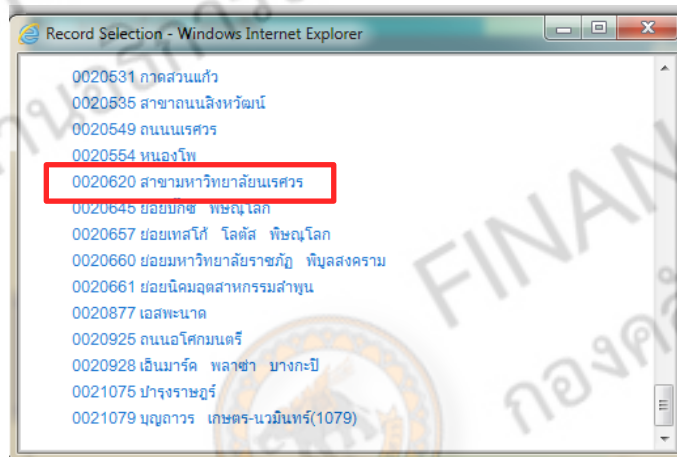 Record Selection - Windows Internet Explorer
0020531 กาดสวนแก้ว
0020535 สาขาถนนสิงหวัฒน์
0020549 ถนนนเรศวร
0020554 หนองโพ
0020620 สาขามหาวิทยาลัยนเรศวร
0020645 ย่อยบิ๊กซี พิษณุโลก
0020657 ย่อยเทสโก้ โลตัส พิษณุโลก
0020660 ย่อยมหาวิทยาลัยราชภัฏ พิบูลสงคราม
0020661 ย่อยนิคมอุตสาหกรรมลำพูน
0020877 เอสพะนาด
0020925 ถนนอโศกมนตรี
0020928 เอ็นมาร์ค พลาซ่า บางกะปิ
0021075 บำรุงราษฎร์
0021079 บุญถาวร เกษตร-นวมินทร์(1079)
FINAN
กองคลั